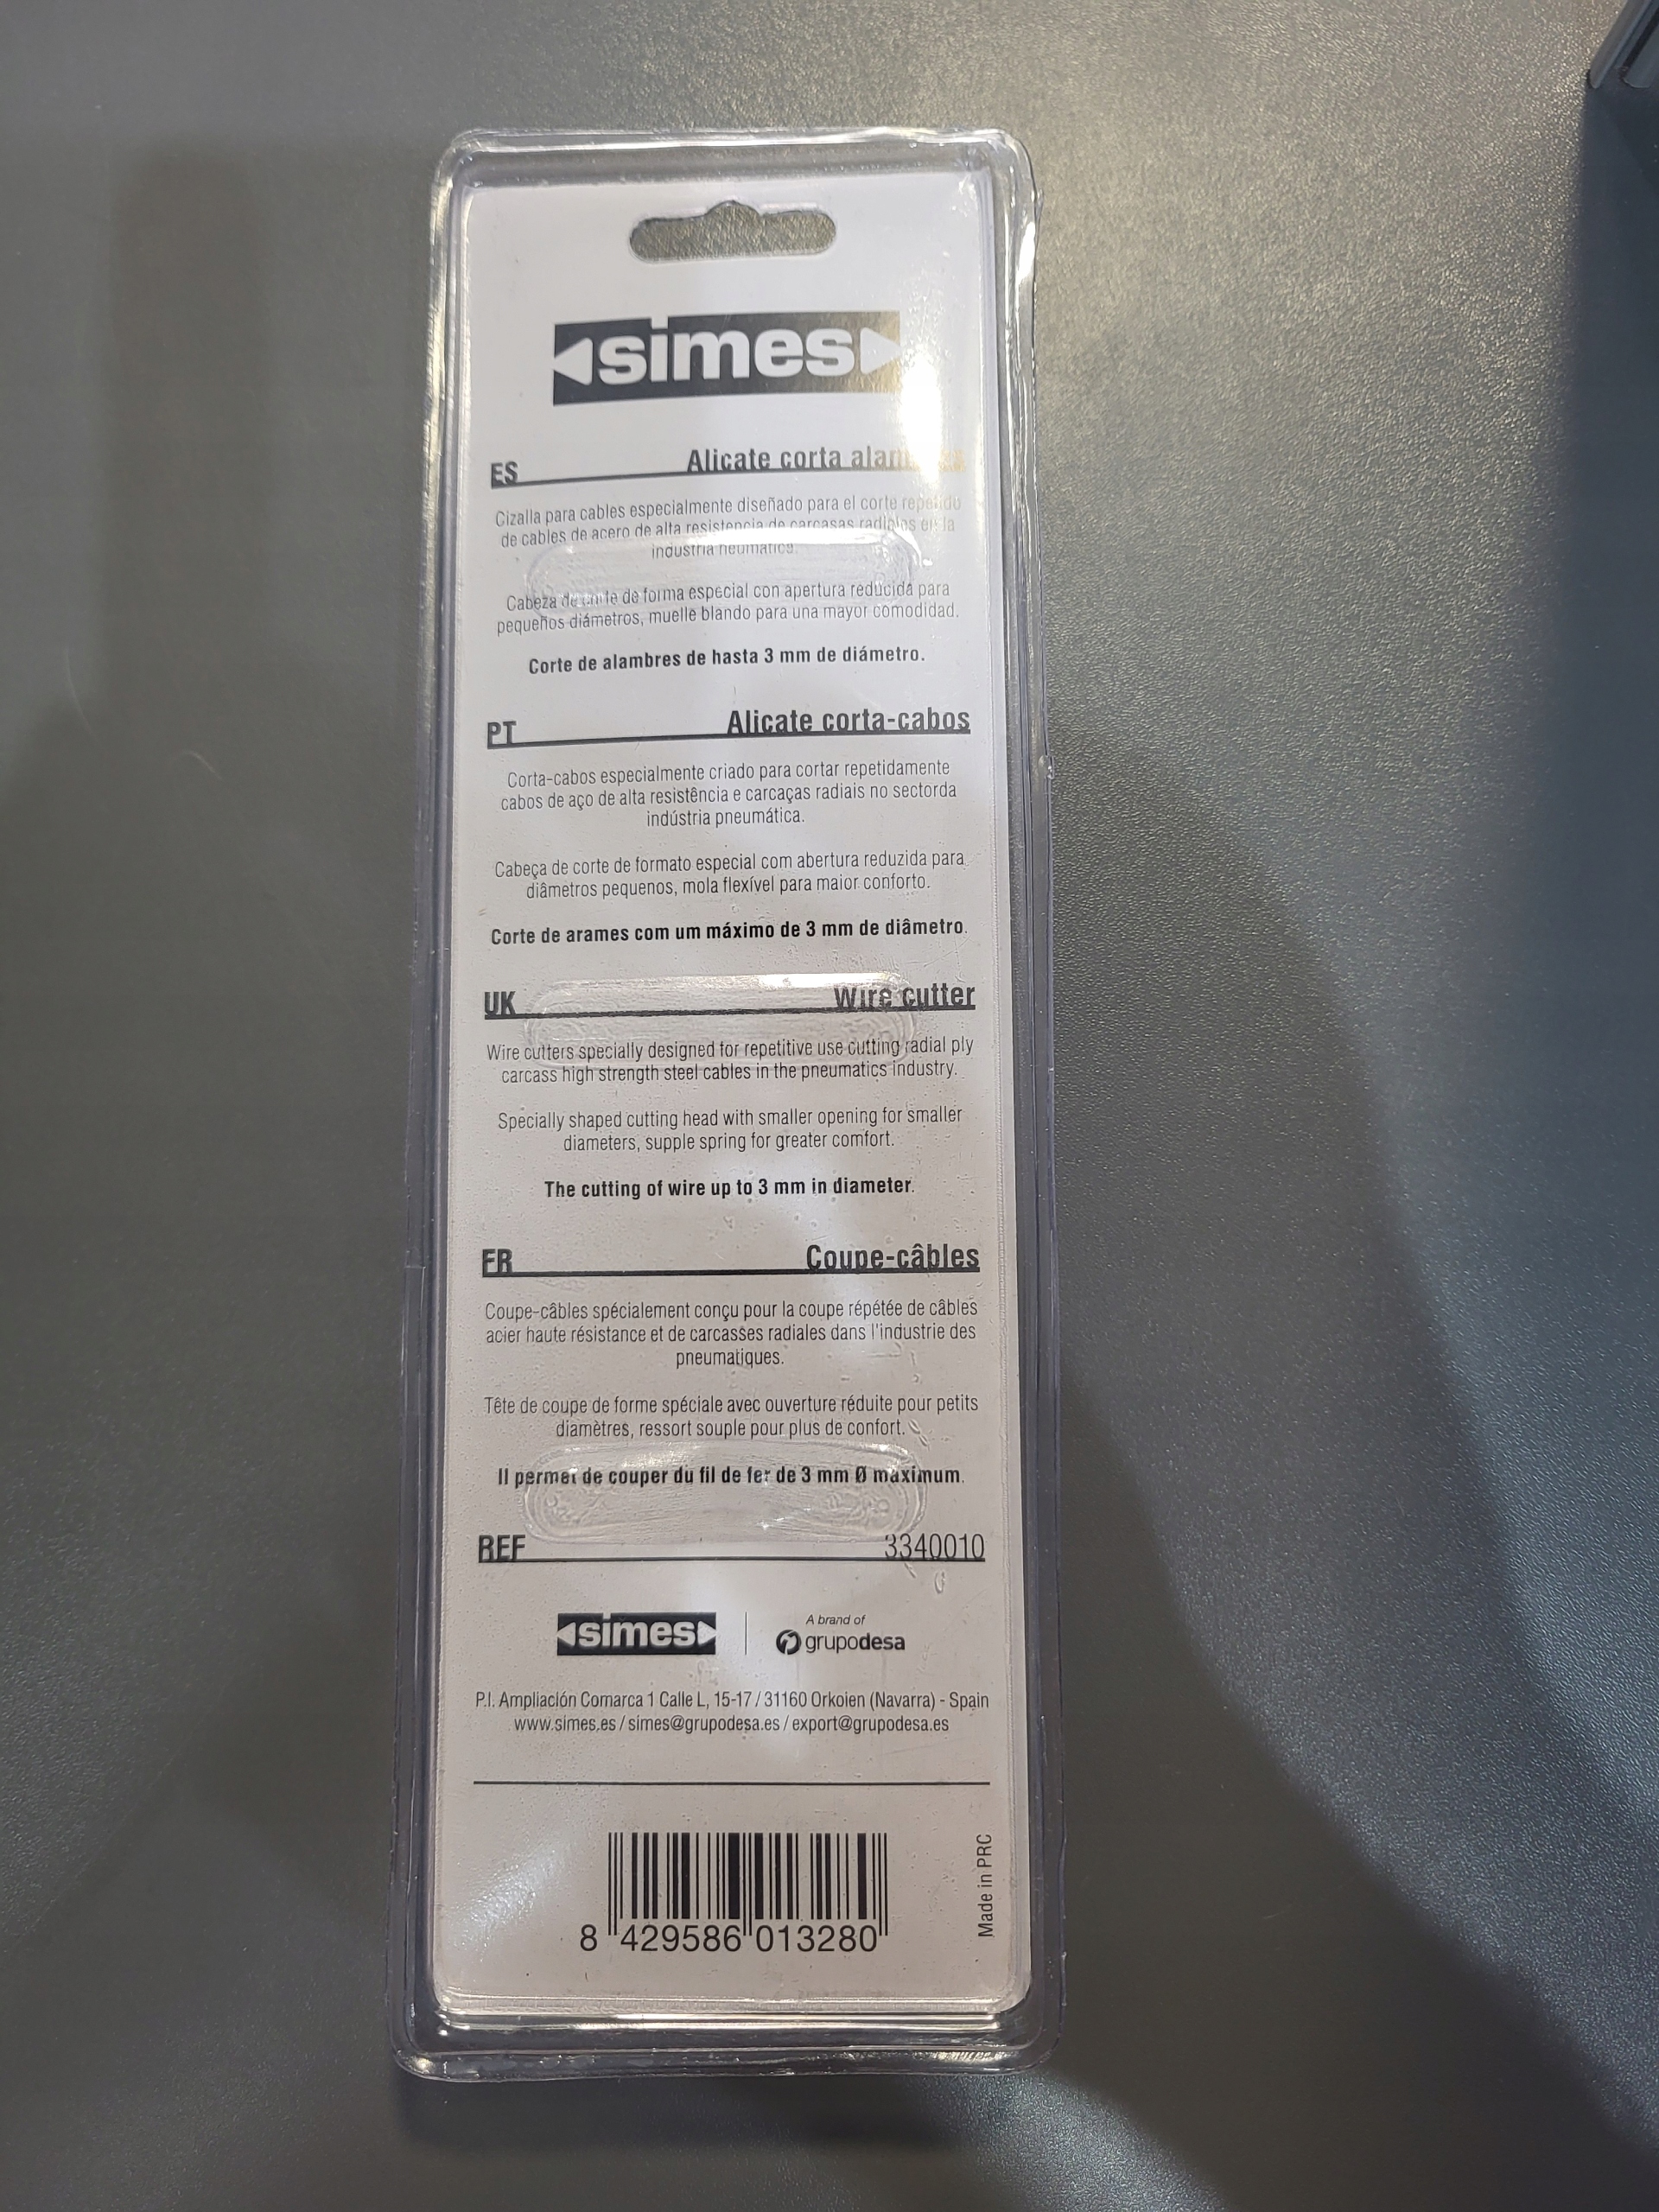 simes
ES Alicate corta
Cizalla para cables especialmente diseñado para el corte repetido
de cables de acero de alta resistencia de carcasas radiales en la
industria neumática.
Cabeza de corte de forma especial con apertura reducida para
pequeños diámetros, muelle blando para una mayor comodidad.
Corte de alambres de hasta 3 mm de diámetro.
PT Alicate corta-cabos
Corta-cabos especialmente criado para cortar repetidamente
cabos de aço de alta resistência e carcaças radiais no sectorda
indústria pneumática.
Cabeça de corte de formato especial com abertura reduzida para
diâmetros pequenos, mola flexível para maior conforto.
Corte de arames com um máximo de 3 mm de diâmetro.
UK Wire cutter
Wire cutters specially designed for repetitive use cutting radial ply
carcass high strength steel cables in the pneumatics industry.
Specially shaped cutting head with smaller opening for smaller
diameters, supple spring for greater comfort.
The cutting of wire up to 3 mm in diameter.
FR Coupe-câbles
Coupe-câbles spécialement conçu pour la coupe répétée de câbles
acier haute résistance et de carcasses radiales dans l'industrie des
pneumatiques.
Tête de coupe de forme spéciale avec ouverture réduite pour petits
diamètres, ressort souple pour plus de confort.
Il permet de couper du fil de fer de 3 mm Ø maximum.
REF 3340010
simes
A brand of
grupodesa
P.I. Ampliación Comarca 1 Calle L, 15-17 / 31160 Orkoien (Navarra) - Spain
www.simes.es / simes@grupodesa.es / export@grupodesa.es
Made in PRC
8 429586 013280